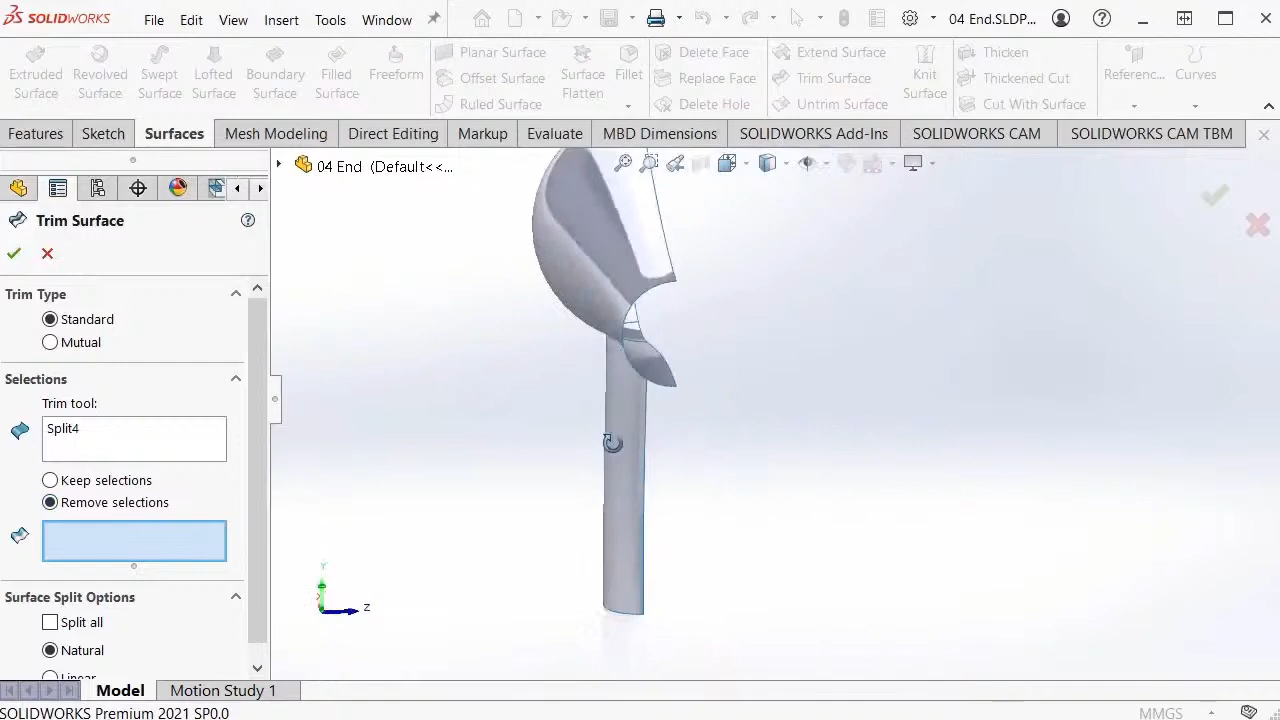 SOLIDWORKS File Edit View Insert Tools Window 04 End.SLDP...
Extruded Surface
Revolved Surface
Swept Surface
Lofted Surface
Boundary Surface
Filled Surface
Freeform
Planar Surface
Offset Surface
Ruled Surface
Surface Flatten
Fillet
Delete Face
Replace Face
Delete Hole
Extend Surface
Trim Surface
Untrim Surface
Knit Surface
Thicken
Thickened Cut
Cut With Surface
Referenc...
Curves
Features Sketch Surfaces Mesh Modeling Direct Editing Markup Evaluate MBD Dimensions SOLIDWORKS Add-Ins SOLIDWORKS CAM SOLIDWORKS CAM TBM
04 End (Default<<...
Trim Surface
Trim Type
Standard
Mutual
Selections
Trim tool:
Split4
Keep selections
Remove selections
Surface Split Options
Split all
Natural
Linear
Y
Z
Model Motion Study 1
SOLIDWORKS Premium 2021 SP0.0
MMGS